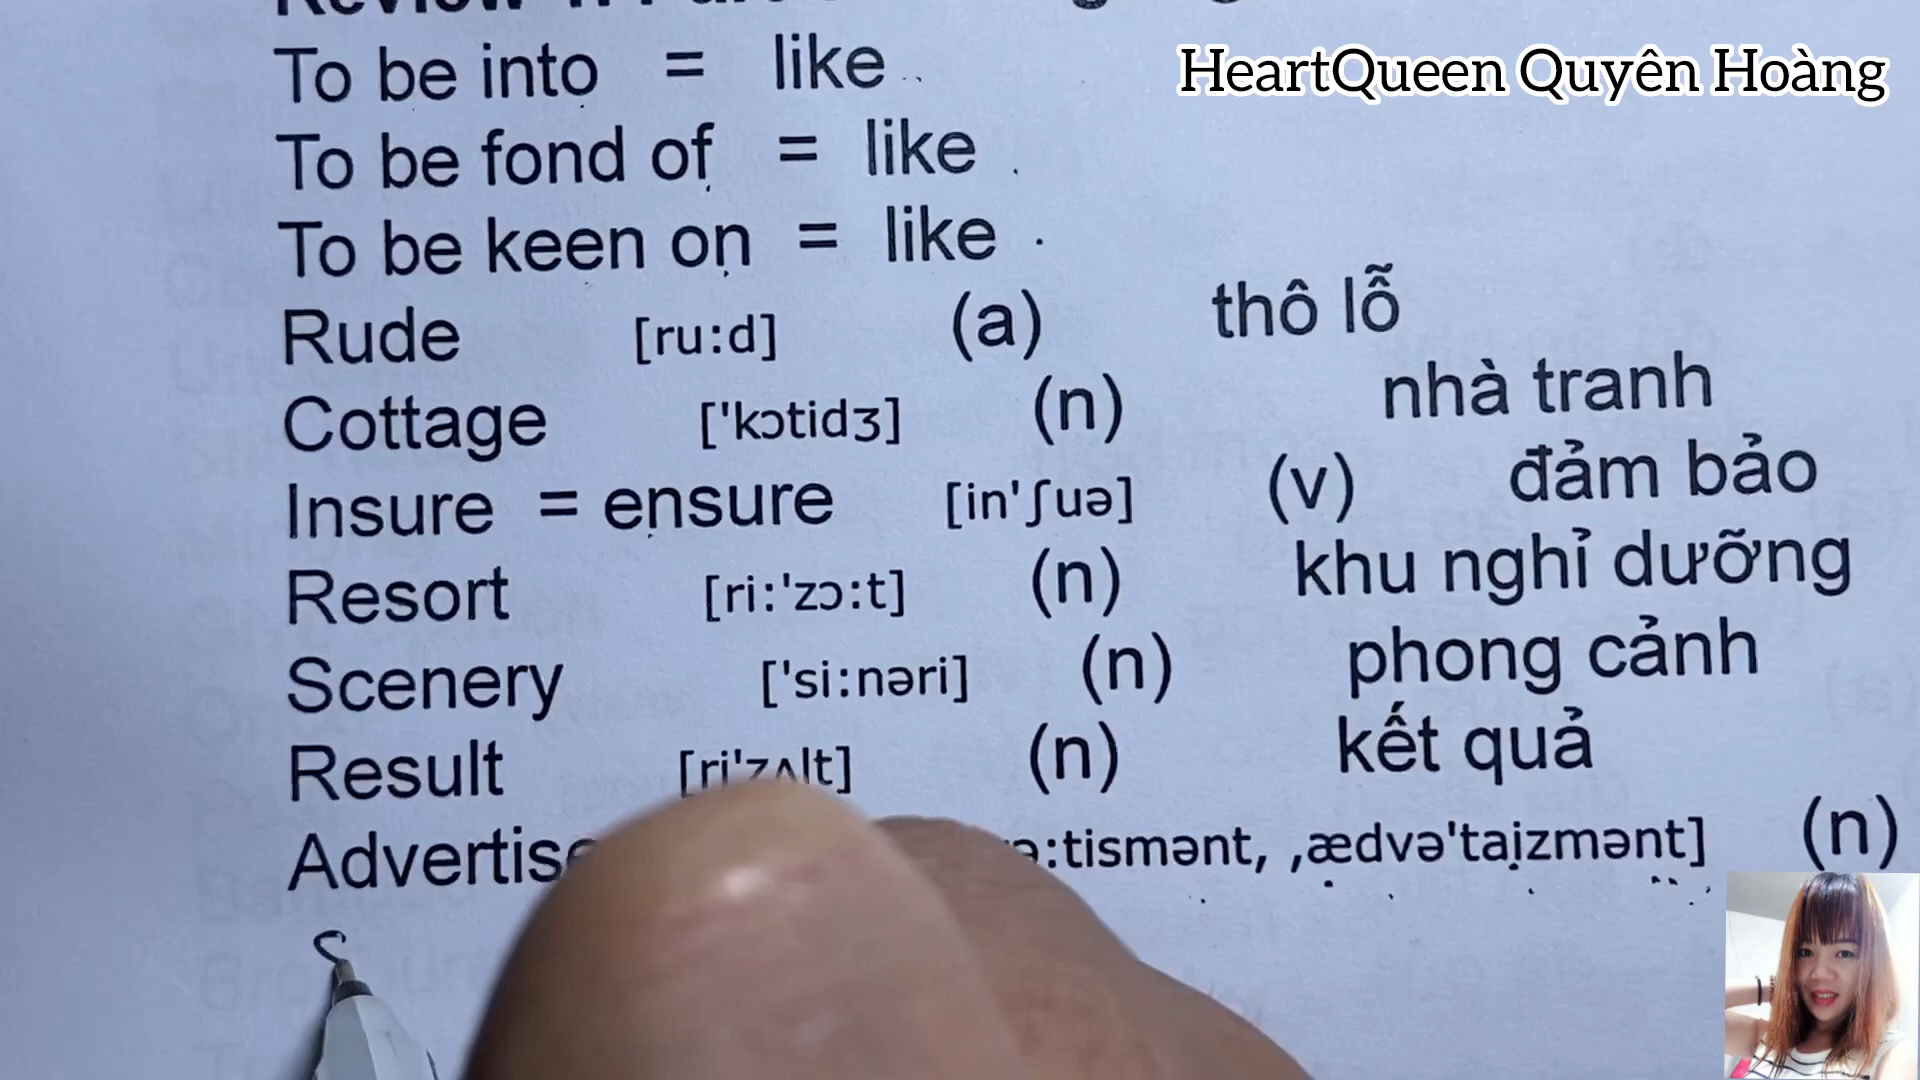 To be into = like
HeartQueen Quyên Hoàng
To be fond of = like
To be keen on = like
Rude [ru:d] (a) thô lỗ
Cottage ['kɔtidʒ] (n) nhà tranh
Insure = ensure [in'ʃuə] (v) đảm bảo
Resort [ri:'zɔ:t] (n) khu nghỉ dưỡng
Scenery ['si:nəri] (n) phong cảnh
Result [ri'zʌlt] (n) kết quả
ə:tismənt, ,ædvə'taizmənt] (n)